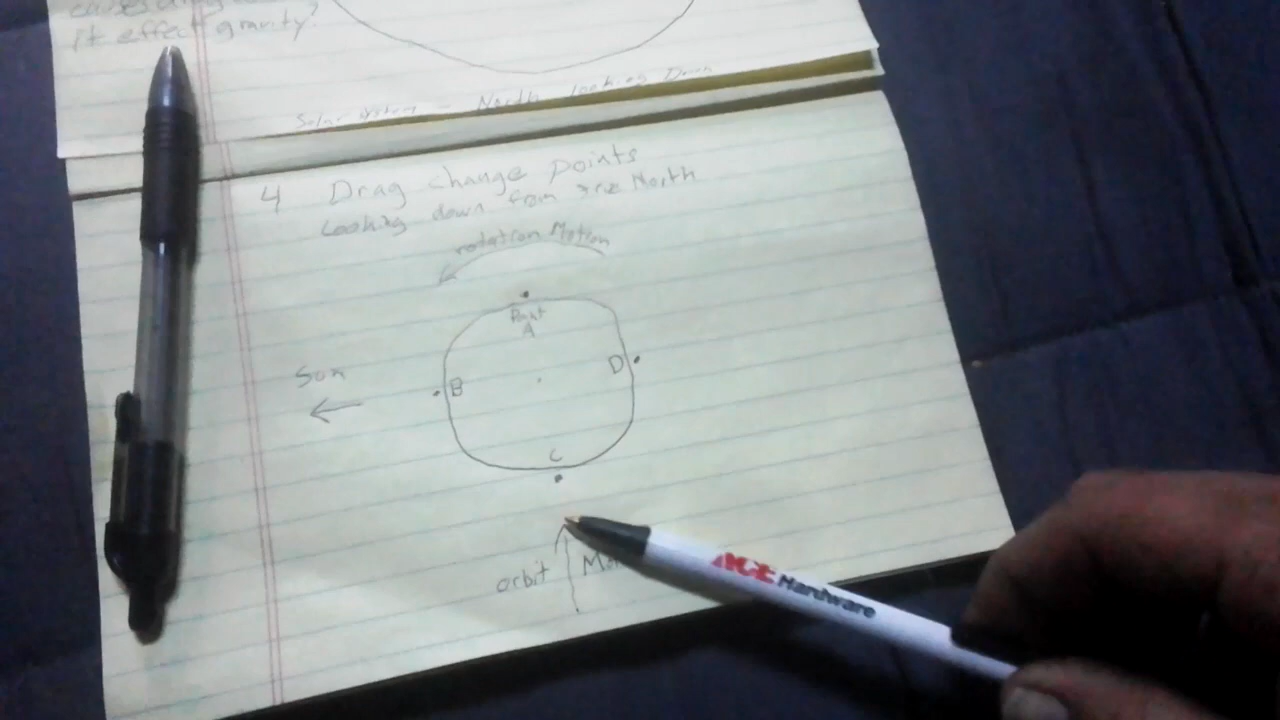 it effect gravity?
Solar system - North looking Down
4 Drag change points
Looking down from the North
rotation Motion
Point
A
Sun
B
D
C
orbit
ACE Hardware